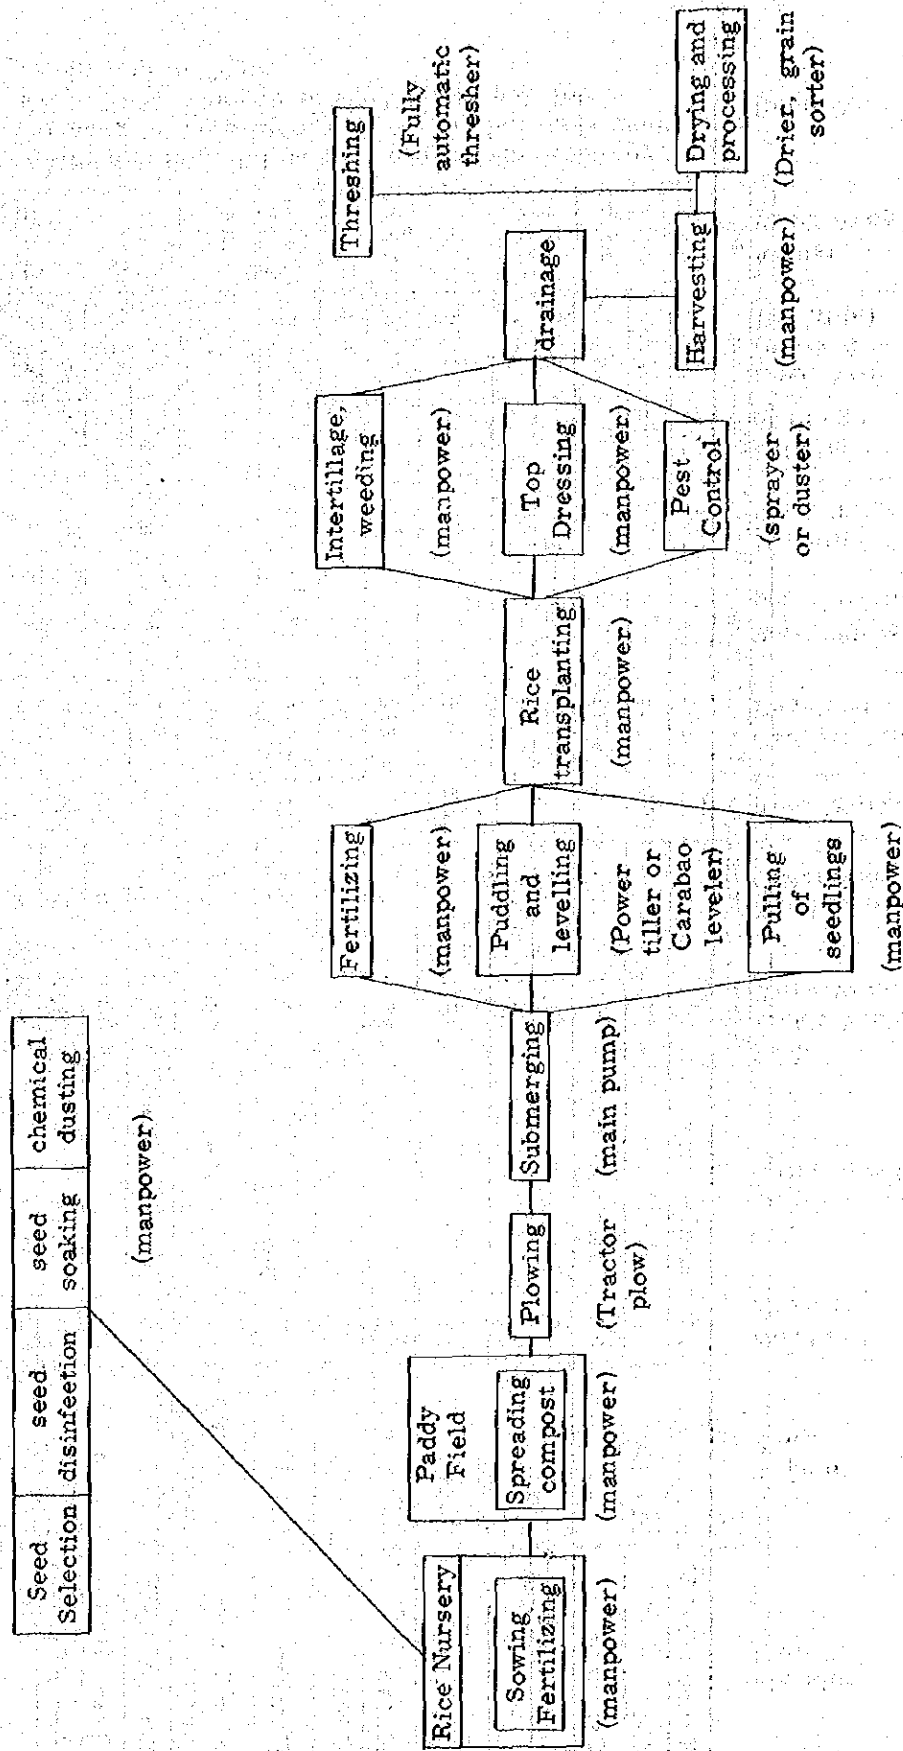 Seed
Selection
seed
disinfeetion
seed
soaking
chemical
dusting
(manpower)
Rice Nursery
Sowing
Fertilizing
(manpower)
Paddy
Field
Spreading
compost
(manpower)
Plowing
(Tractor
plow)
Submerging
(main pump)
Fertilizing
(manpower)
Puddling
and
levelling
(Power
tiller or
Carabao
leveler)
Pulling
of
seedlings
(manpower)
Rice
transplanting
(manpower)
Intertillage,
weeding
(manpower)
Top
Dressing
(manpower)
Pest
Control
(sprayer
or duster)
drainage
Harvesting
(manpower)
Threshing
(Fully
automatic
thresher)
Drying and
processing
(Drier, grain
sorter)